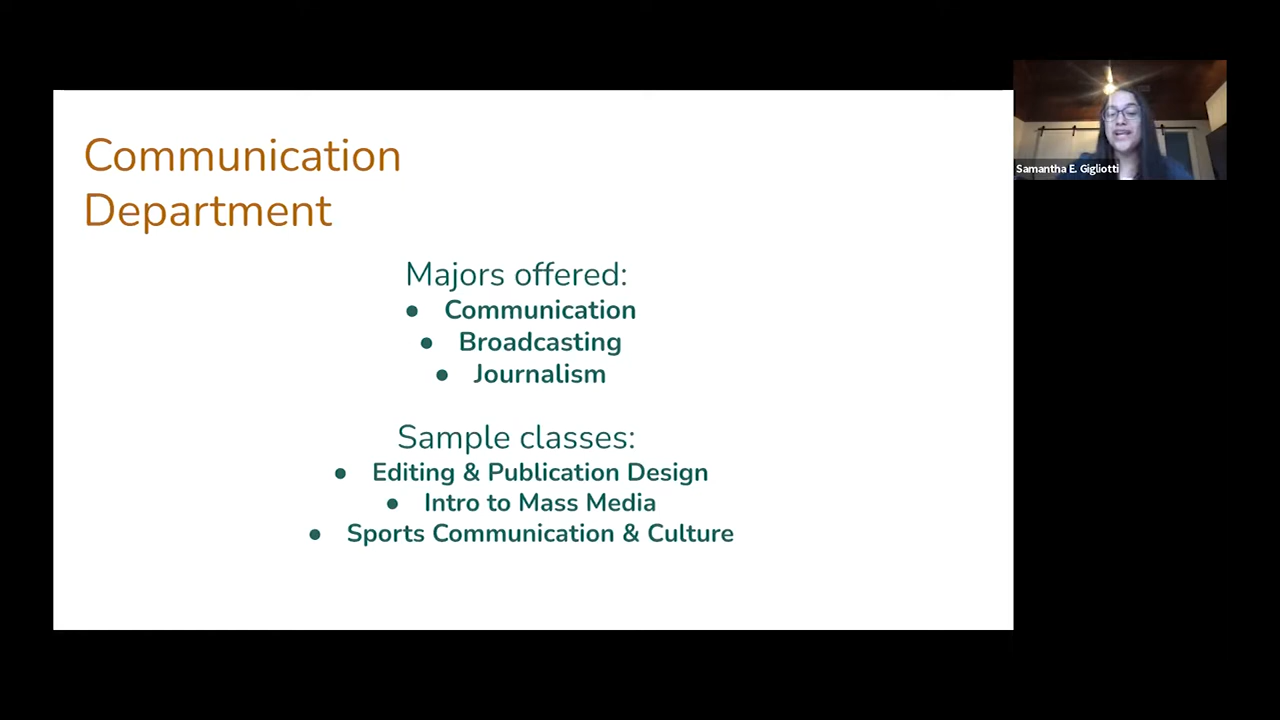 Communication
Department
Majors offered:
● Communication
● Broadcasting
● Journalism
Sample classes:
● Editing & Publication Design
● Intro to Mass Media
● Sports Communication & Culture
Samantha E. Gigliotti